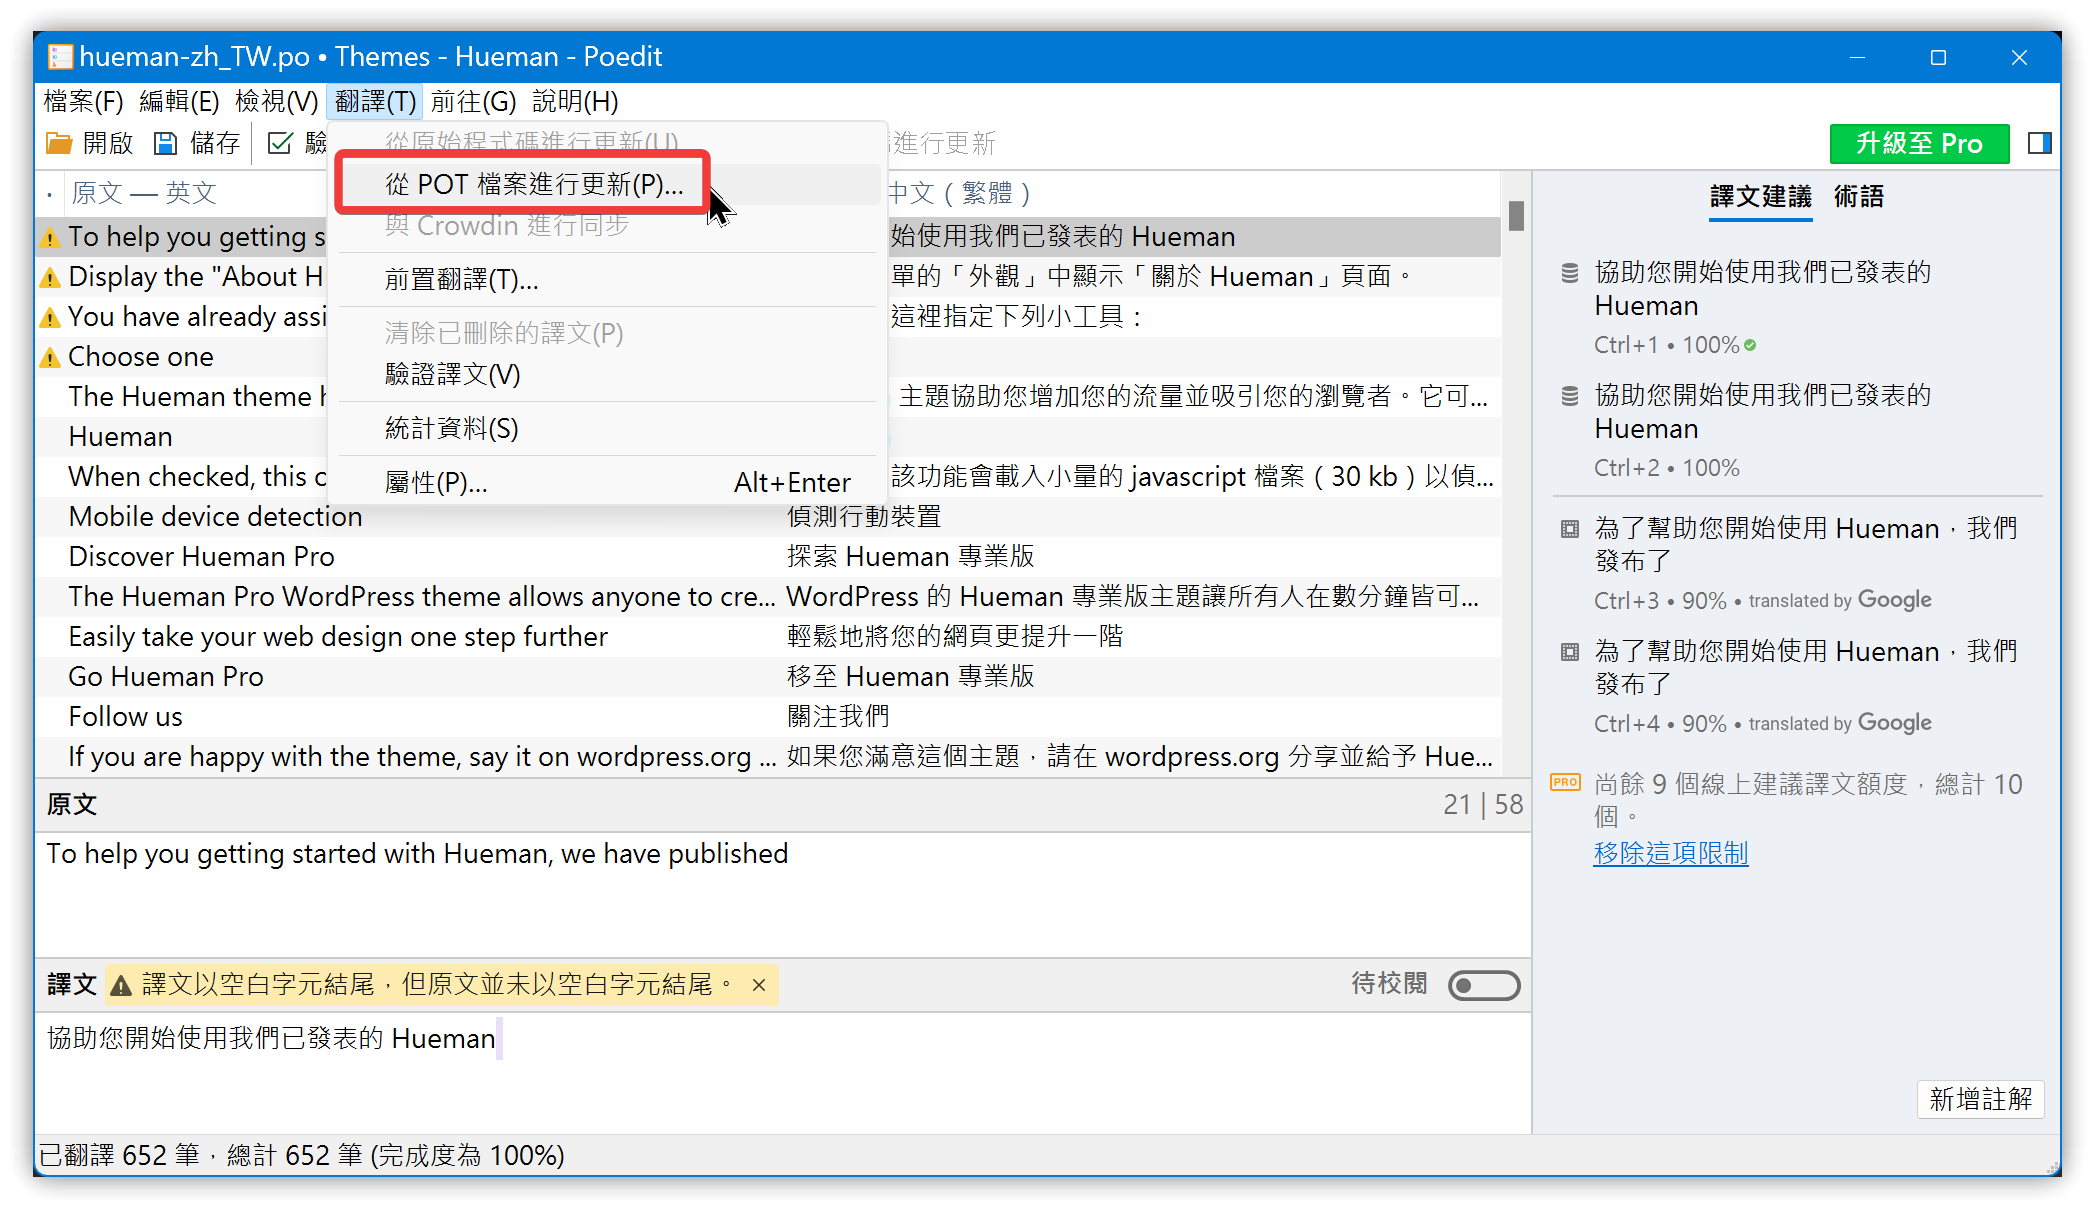 hueman-zh_TW.po • Themes - Hueman - Poedit
檔案(F) 編輯(E) 檢視(V) 翻譯(T) 前往(G) 說明(H)
開啟 儲存 驗 進行更新 升級至 Pro
從原始程式碼進行更新(U)
從 POT 檔案進行更新(P)...
與 Crowdin 進行同步
前置翻譯(T)...
清除已刪除的譯文(P)
驗證譯文(V)
統計資料(S)
屬性(P)... Alt+Enter
原文 — 英文 中文（繁體）
To help you getting s 始使用我們已發表的 Hueman
Display the "About H 單的「外觀」中顯示「關於 Hueman」頁面。
You have already assi 這裡指定下列小工具：
Choose one
The Hueman theme h 主題協助您增加您的流量並吸引您的瀏覽者。它可...
Hueman
When checked, this o 該功能會載入小量的 javascript 檔案（30 kb）以偵...
Mobile device detection 偵測行動裝置
Discover Hueman Pro 探索 Hueman 專業版
The Hueman Pro WordPress theme allows anyone to cre... WordPress 的 Hueman 專業版主題讓所有人在數分鐘皆可...
Easily take your web design one step further 輕鬆地將您的網頁更提升一階
Go Hueman Pro 移至 Hueman 專業版
Follow us 關注我們
If you are happy with the theme, say it on wordpress.org ... 如果您滿意這個主題，請在 wordpress.org 分享並給予 Hue...
原文 21 | 58
To help you getting started with Hueman, we have published
譯文 譯文以空白字元結尾，但原文並未以空白字元結尾。 × 待校閱
協助您開始使用我們已發表的 Hueman
已翻譯 652 筆，總計 652 筆 (完成度為 100%)
譯文建議 術語
協助您開始使用我們已發表的
Hueman
Ctrl+1 • 100%
協助您開始使用我們已發表的
Hueman
Ctrl+2 • 100%
為了幫助您開始使用 Hueman，我們
發布了
Ctrl+3 • 90% • translated by Google
為了幫助您開始使用 Hueman，我們
發布了
Ctrl+4 • 90% • translated by Google
PRO 尚餘 9 個線上建議譯文額度，總計 10
個。
移除這項限制
新增註解